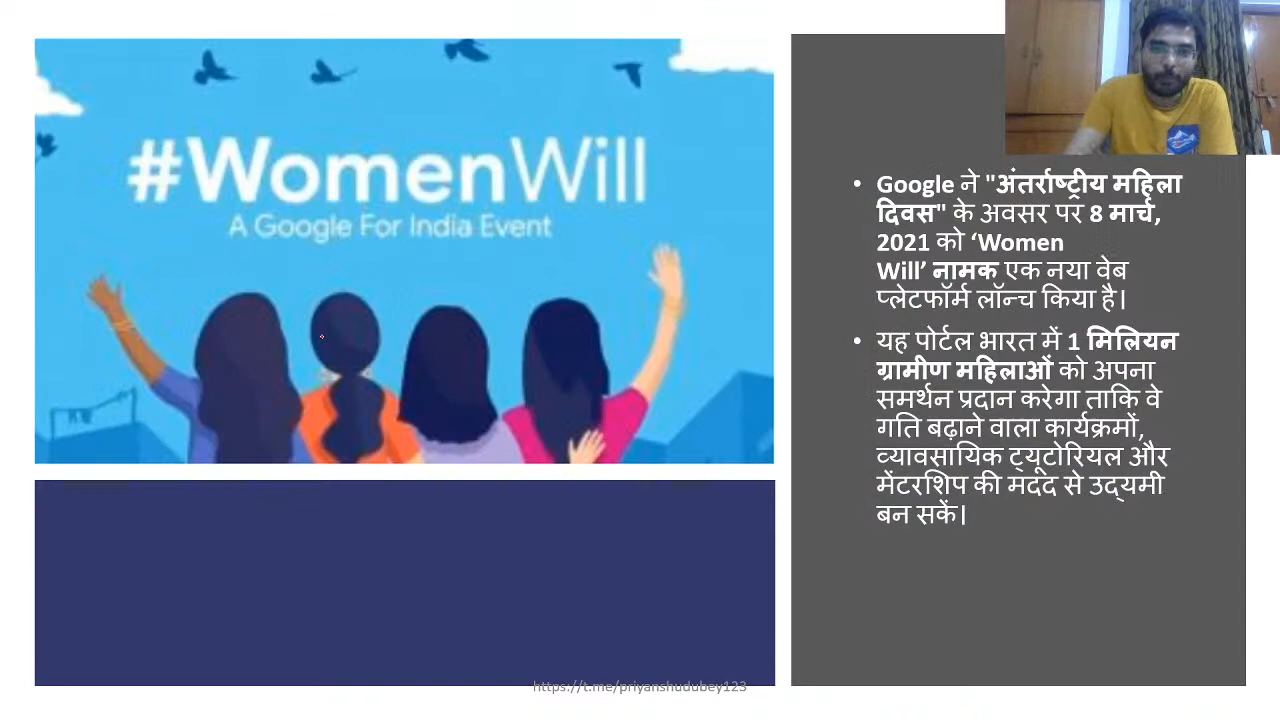 #WomenWill
A Google For India Event
• Google ने "अंतर्राष्ट्रीय महिला
दिवस" के अवसर पर 8 मार्च,
2021 को ‘Women
Will’ नामक एक नया वेब
प्लेटफॉर्म लॉन्च किया है।
• यह पोर्टल भारत में 1 मिलियन
ग्रामीण महिलाओं को अपना
समर्थन प्रदान करेगा ताकि वे
गति बढ़ाने वाला कार्यक्रमों,
व्यावसायिक ट्यूटोरियल और
मेंटरशिप की मदद से उद्यमी
बन सकें।
https://t.me/priyanshudubey123